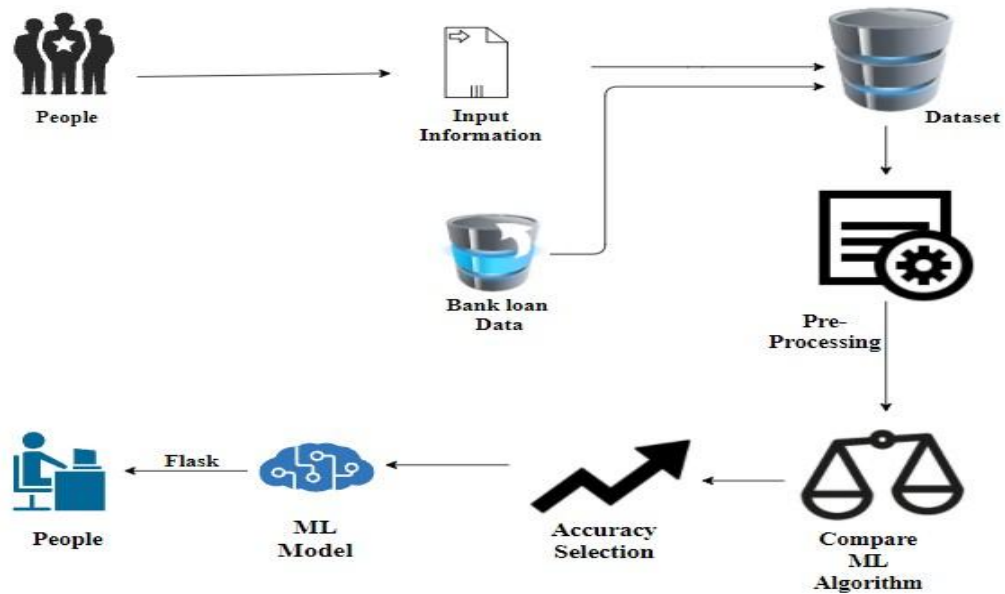 People
Input
Information
Dataset
Bank loan
Data
Pre-
Processing
Flask
People
ML
Model
Accuracy
Selection
Compare
ML
Algorithm